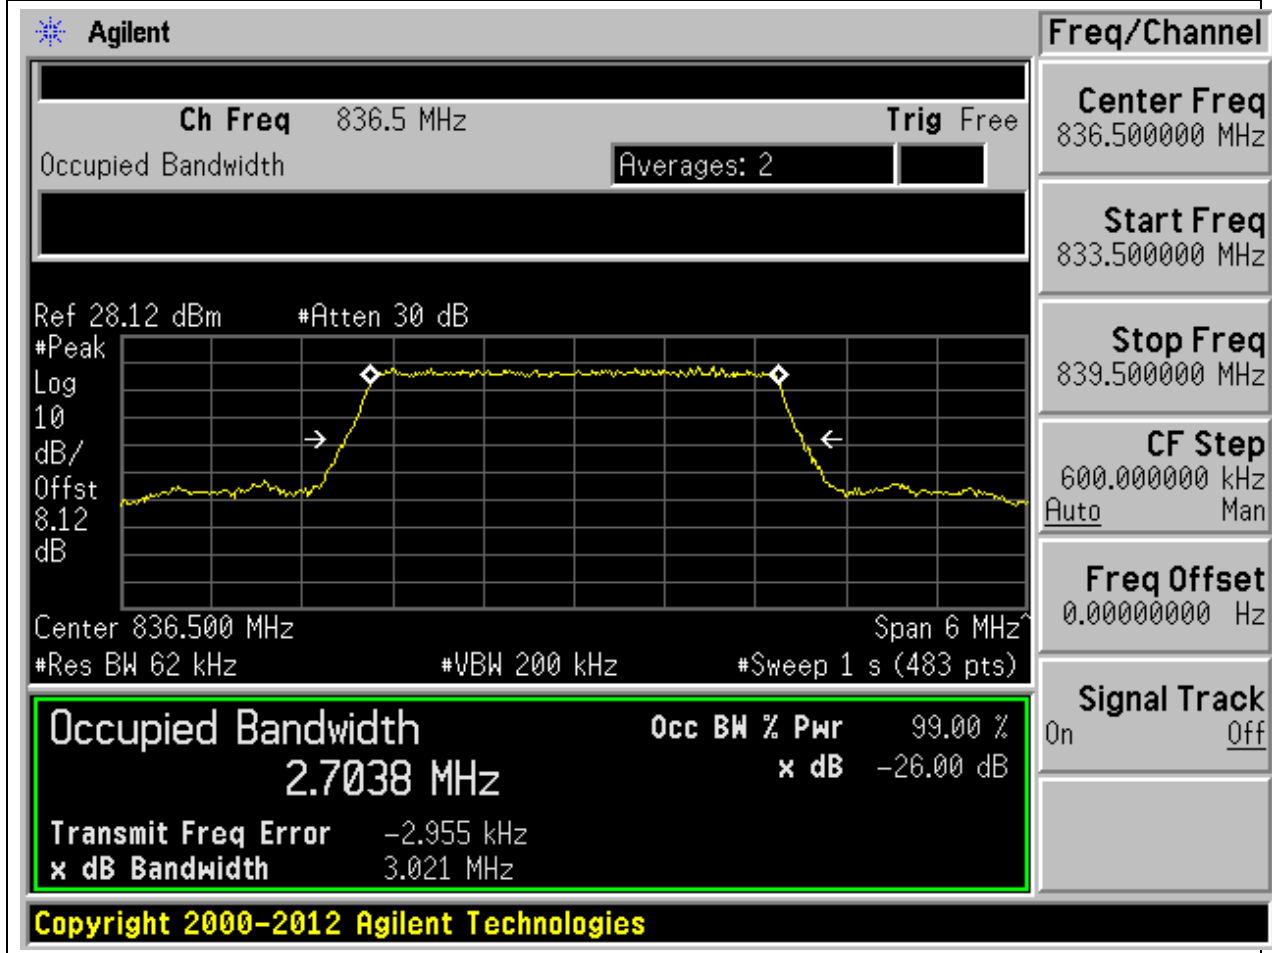 Agilent
Freq/Channel
Ch Freq 836.5 MHz Trig Free
Occupied Bandwidth Averages: 2
Center Freq
836.500000 MHz
Start Freq
833.500000 MHz
Stop Freq
839.500000 MHz
CF Step
600.000000 kHz
Auto Man
Freq Offset
0.00000000 Hz
Signal Track
On Off
Ref 28.12 dBm #Atten 30 dB
#Peak
Log
10
dB/
Offst
8.12
dB
Center 836.500 MHz Span 6 MHz^
#Res BW 62 kHz #VBW 200 kHz #Sweep 1 s (483 pts)
Occupied Bandwidth
2.7038 MHz
Occ BW % Pwr 99.00 %
x dB -26.00 dB
Transmit Freq Error -2.955 kHz
x dB Bandwidth 3.021 MHz
Copyright 2000-2012 Agilent Technologies